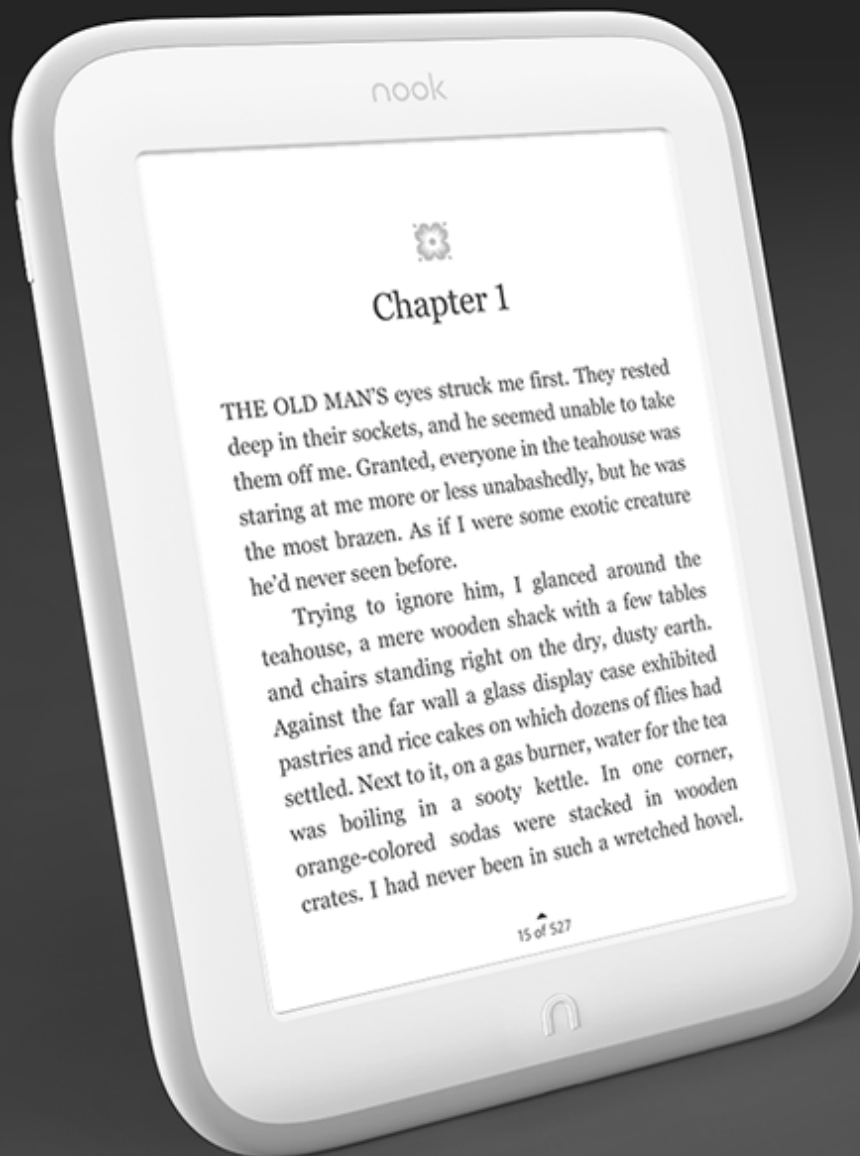 nook
Chapter 1
THE OLD MAN'S eyes struck me first. They rested
deep in their sockets, and he seemed unable to take
them off me. Granted, everyone in the teahouse was
staring at me more or less unabashedly, but he was
the most brazen. As if I were some exotic creature
he'd never seen before.
Trying to ignore him, I glanced around the
teahouse, a mere wooden shack with a few tables
and chairs standing right on the dry, dusty earth.
Against the far wall a glass display case exhibited
pastries and rice cakes on which dozens of flies had
settled. Next to it, on a gas burner, water for the tea
was boiling in a sooty kettle. In one corner,
orange-colored sodas were stacked in wooden
crates. I had never been in such a wretched hovel.
15 of 527